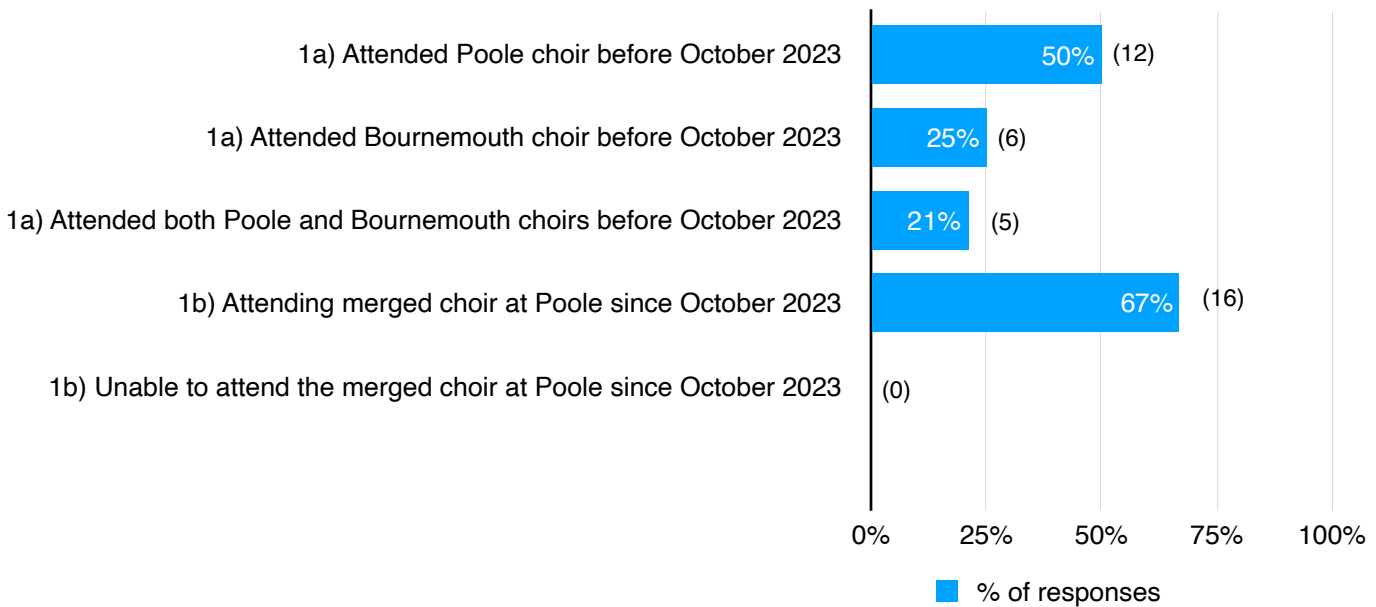 1a) Attended Poole choir before October 2023 50% (12)
1a) Attended Bournemouth choir before October 2023 25% (6)
1a) Attended both Poole and Bournemouth choirs before October 2023 21% (5)
1b) Attending merged choir at Poole since October 2023 67% (16)
1b) Unable to attend the merged choir at Poole since October 2023 (0)
0% 25% 50% 75% 100%
% of responses